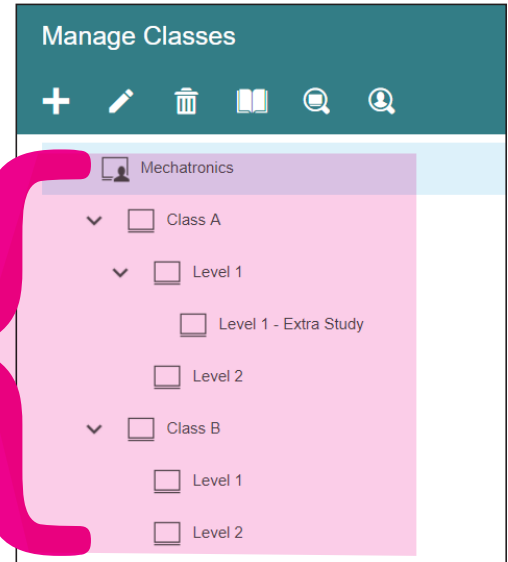 Manage Classes
Mechatronics
Class A
Level 1
Level 1 - Extra Study
Level 2
Class B
Level 1
Level 2